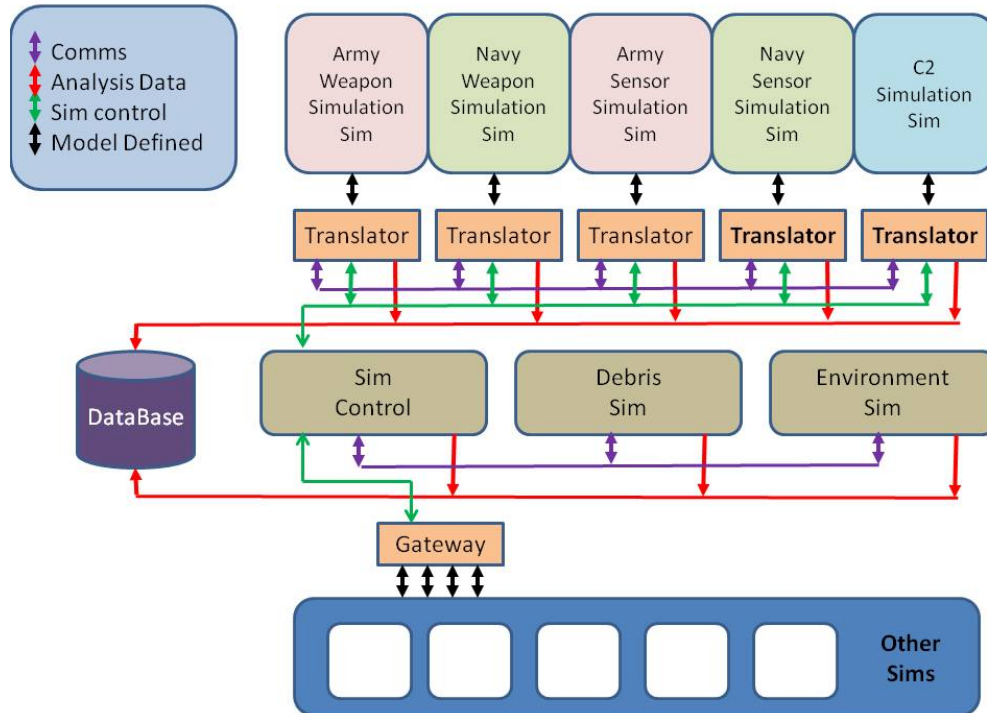 Comms
Analysis Data
Sim control
Model Defined
Army
Weapon
Simulation
Sim
Navy
Weapon
Simulation
Sim
Army
Sensor
Simulation
Sim
Navy
Sensor
Simulation
Sim
C2
Simulation
Sim
Translator
Translator
Translator
Translator
Translator
DataBase
Sim
Control
Debris
Sim
Environment
Sim
Gateway
Other
Sims